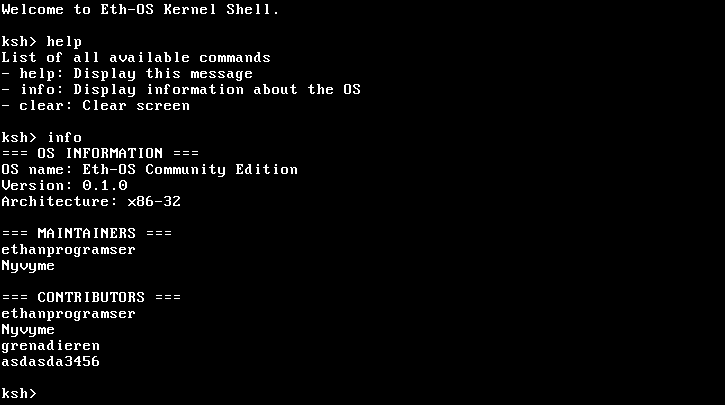 Welcome to Eth-OS Kernel Shell.
ksh> help
List of all available commands
- help: Display this message
- info: Display information about the OS
- clear: Clear screen
ksh> info
=== OS INFORMATION ===
OS name: Eth-OS Community Edition
Version: 0.1.0
Architecture: x86-32
=== MAINTAINERS ===
ethanprogramser
Nyvyme
=== CONTRIBUTORS ===
ethanprogramser
Nyvyme
grenadieren
asdasda3456
ksh>